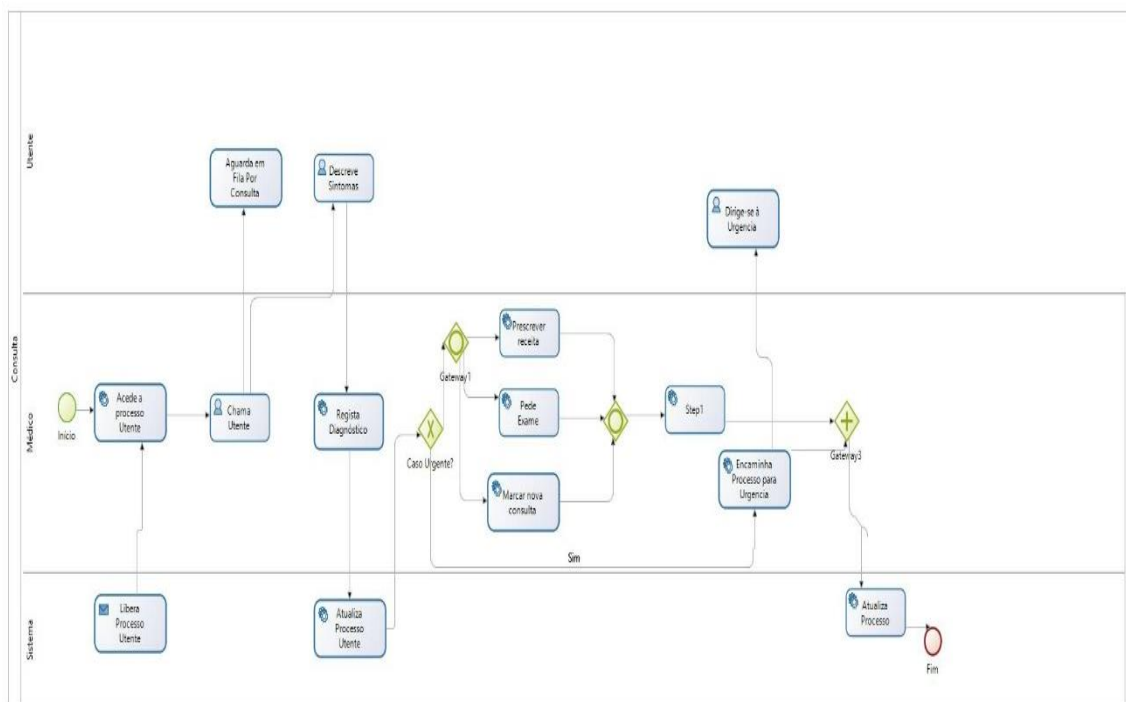 Consulta
Utente
Aguarda em
Fila Por
Consulta
Descreve
Sintomas
Dirige-se à
Urgencia
Médico
Início
Acede a
processo
Utente
Chama
Utente
Regista
Diagnóstico
Caso Urgente?
Gateway1
Prescrever
receita
Pede
Exame
Marcar nova
consulta
Step1
Encaminha
Processo para
Urgencia
Gateway3
Sim
Sistema
Libera
Processo
Utente
Atualiza
Processo
Utente
Atualiza
Processo
Fim